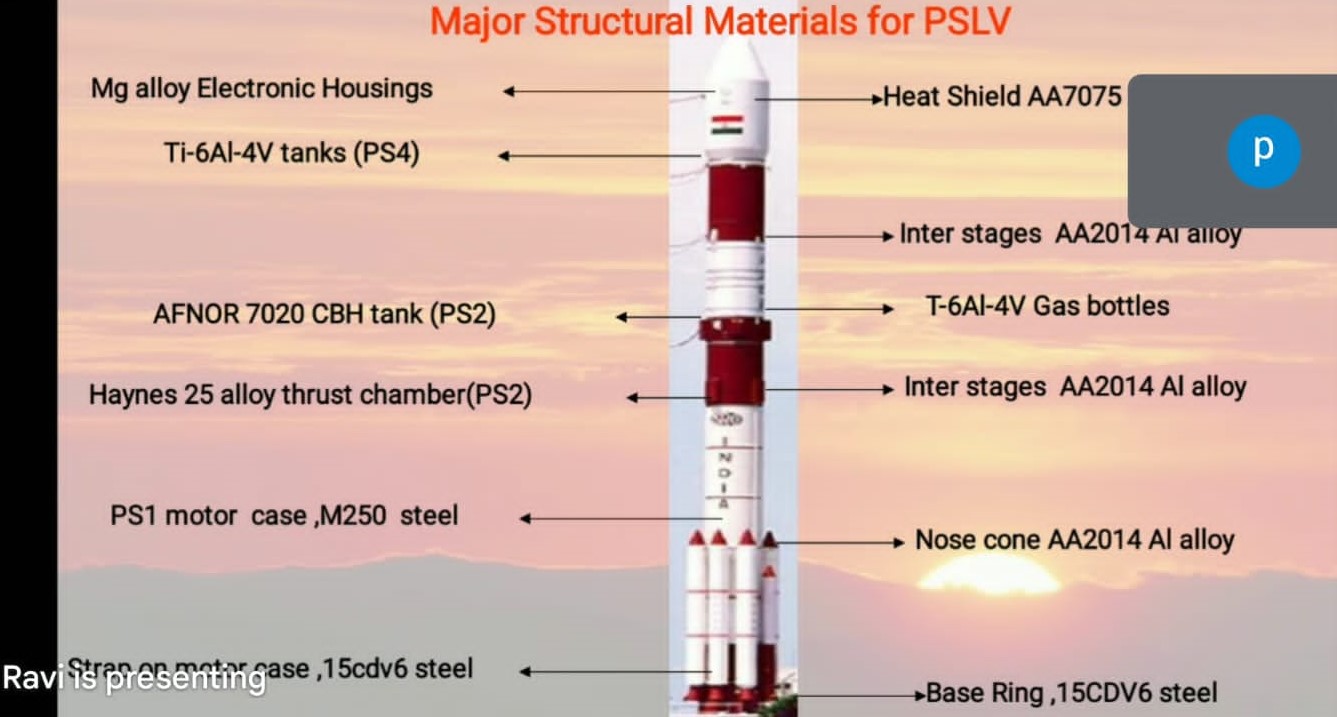 Major Structural Materials for PSLV
Mg alloy Electronic Housings
Heat Shield AA7075
p
Ti-6Al-4V tanks (PS4)
Inter stages AA2014 Al alloy
AFNOR 7020 CBH tank (PS2)
T-6Al-4V Gas bottles
Haynes 25 alloy thrust chamber(PS2)
Inter stages AA2014 Al alloy
INDIA
PS1 motor case ,M250 steel
Nose cone AA2014 Al alloy
Strap on motor case ,15cdv6 steel
Ravi is presenting
Base Ring ,15CDV6 steel